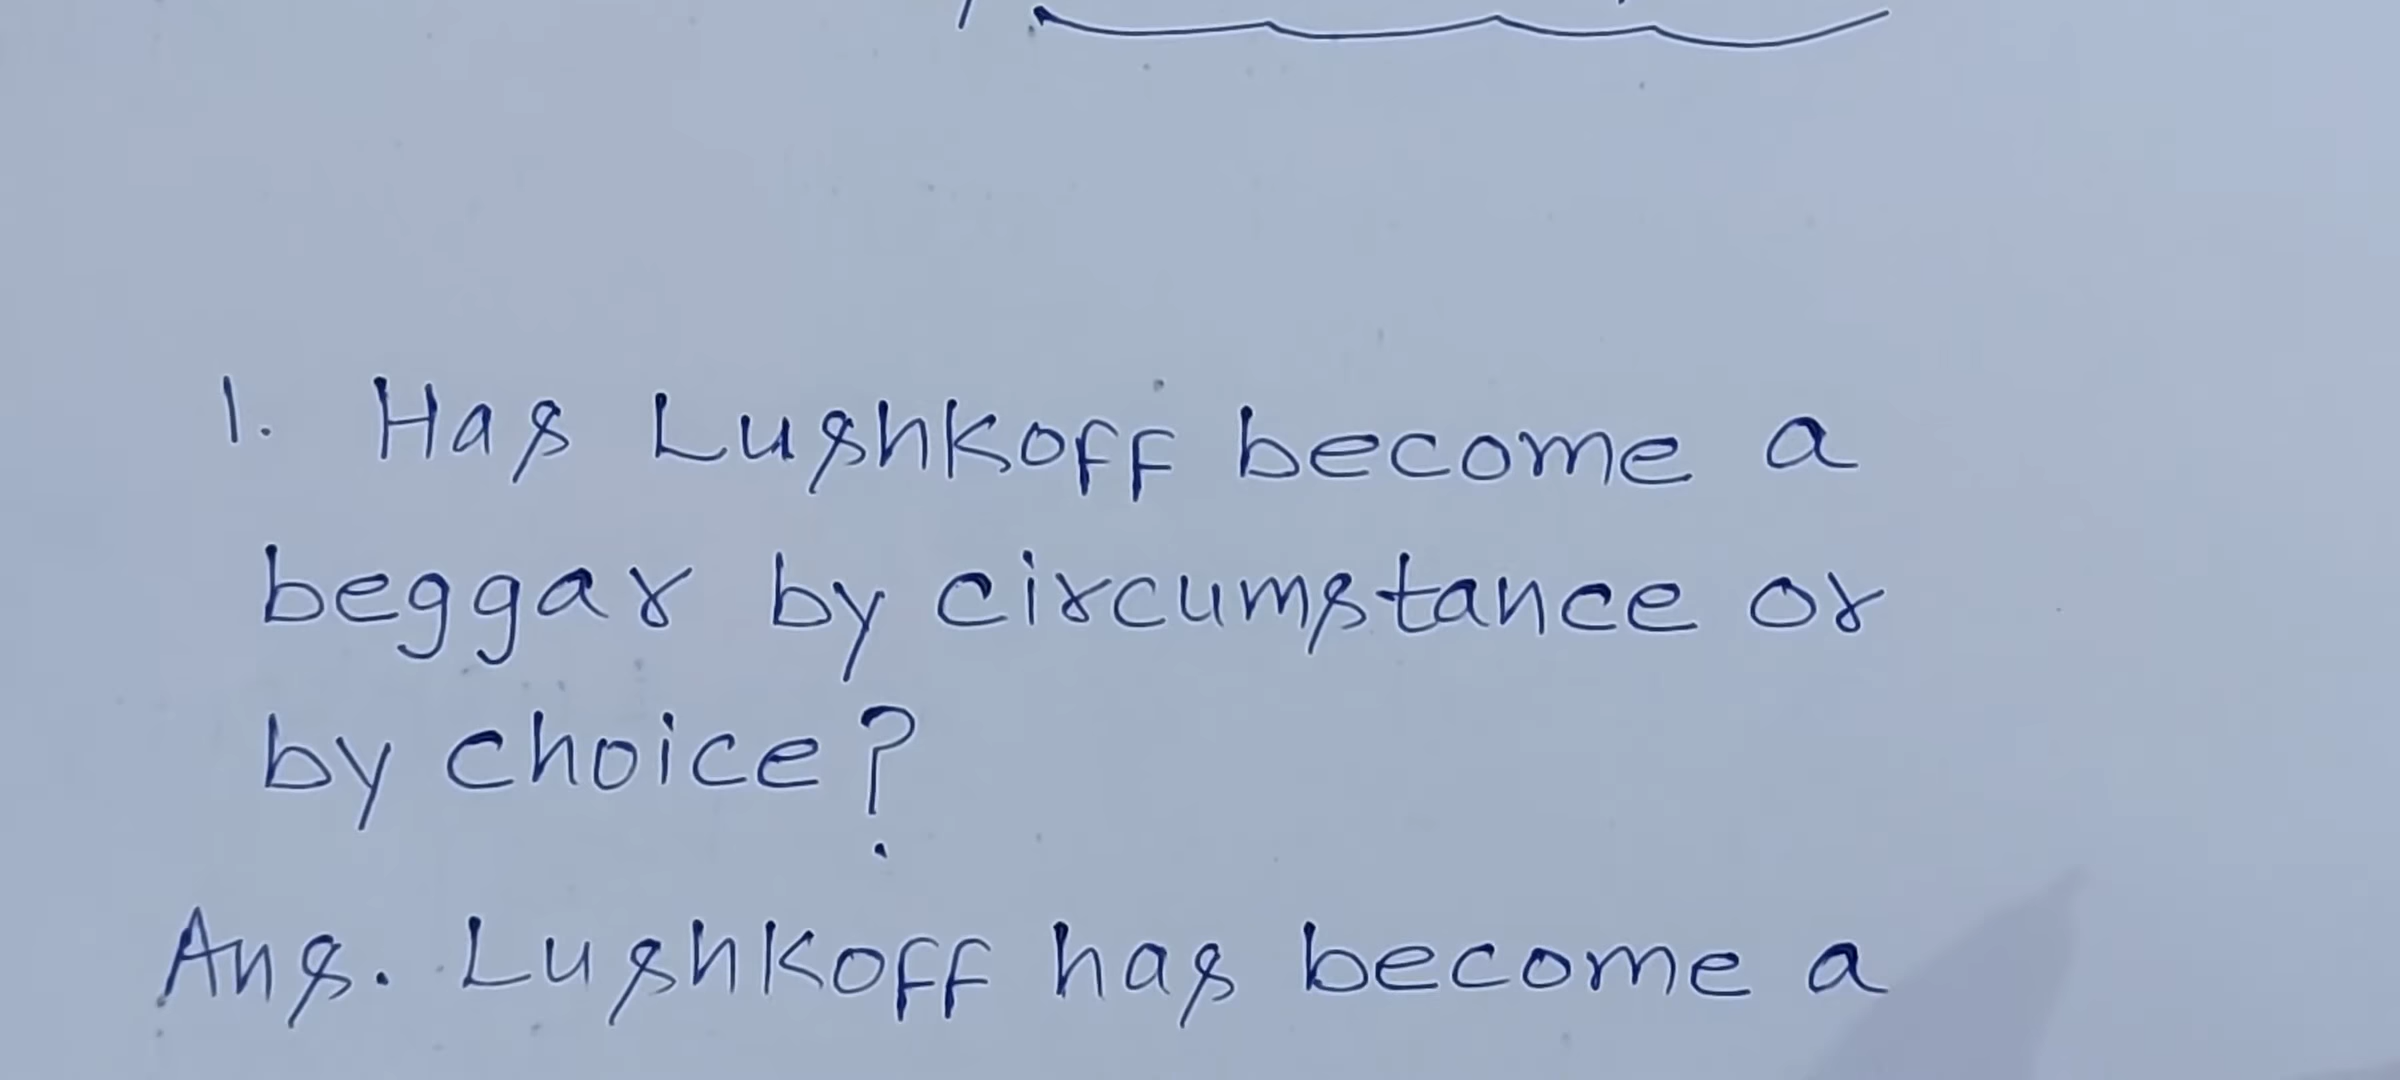 1. Has Lushkoff become a
beggar by circumstance or
by choice?
Ans. Lushkoff has become a